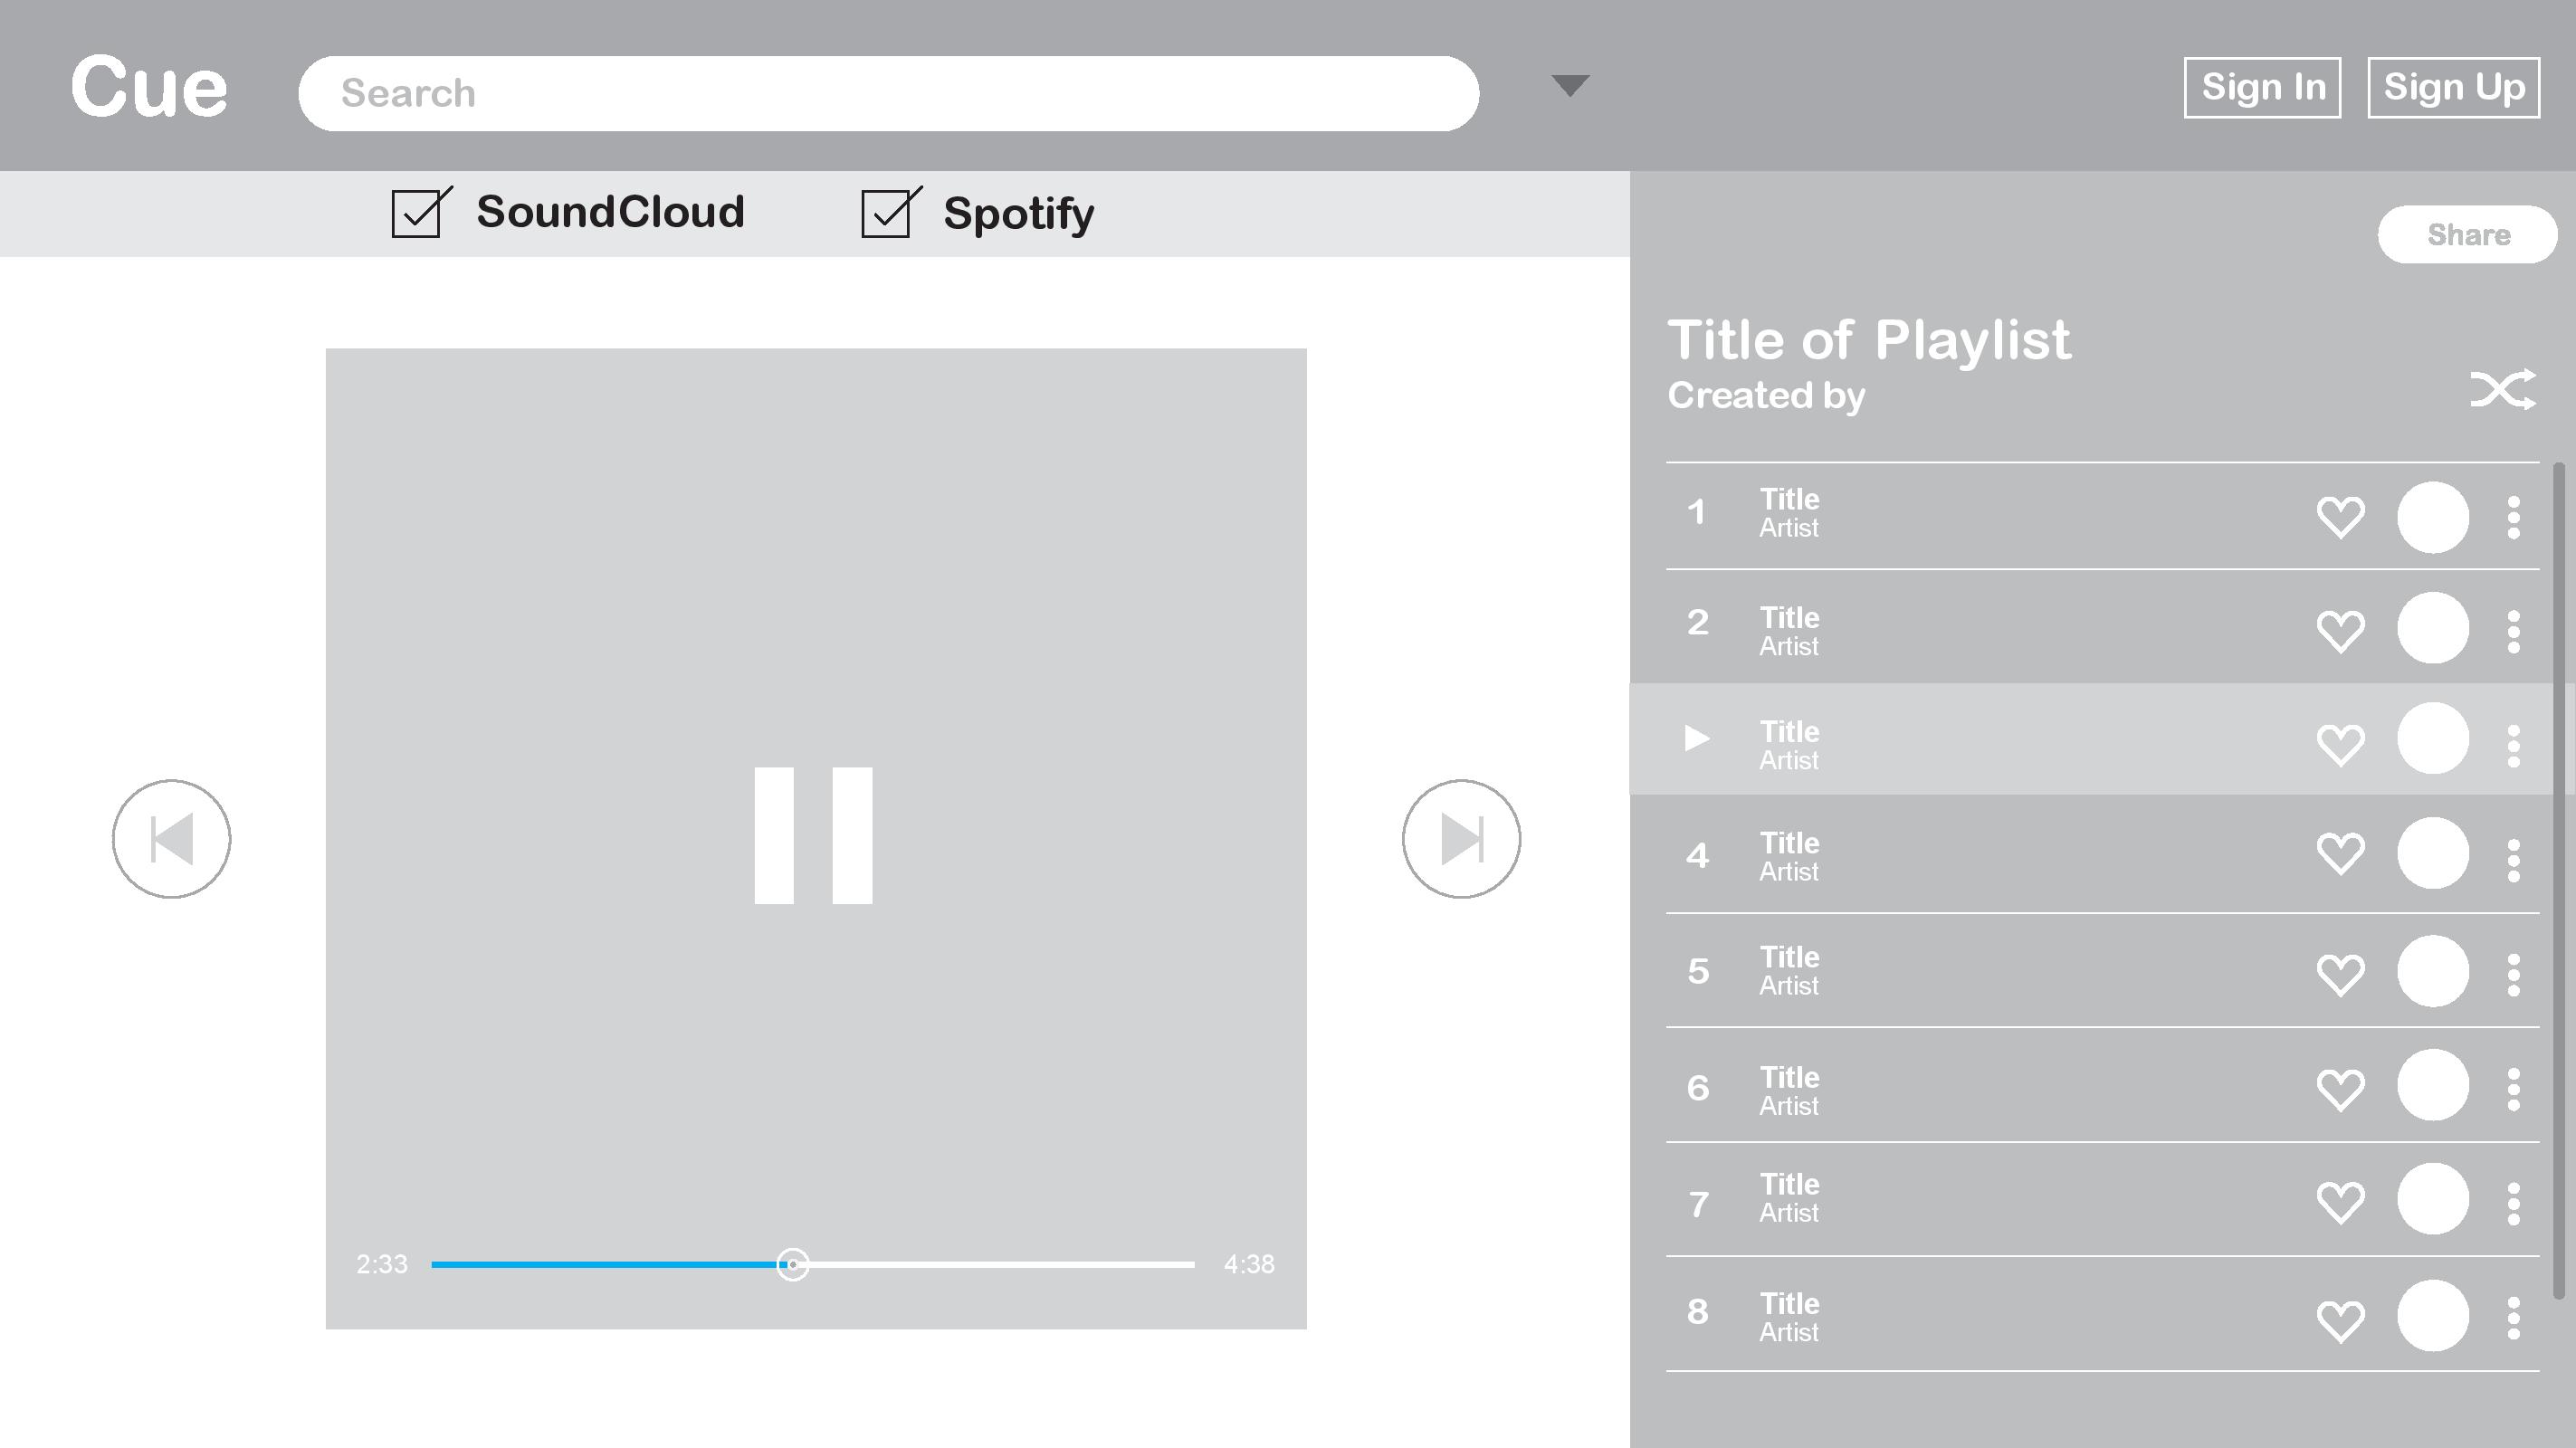 Cue
Search
Sign In
Sign Up
SoundCloud
Spotify
Share
Title of Playlist
Created by
1
Title
Artist
2
Title
Artist
Title
Artist
4
Title
Artist
5
Title
Artist
6
Title
Artist
7
Title
Artist
8
Title
Artist
2:33
4:38